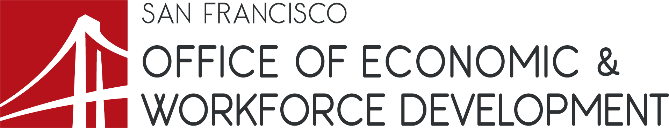 SAN FRANCISCO
OFFICE OF ECONOMIC &
WORKFORCE DEVELOPMENT